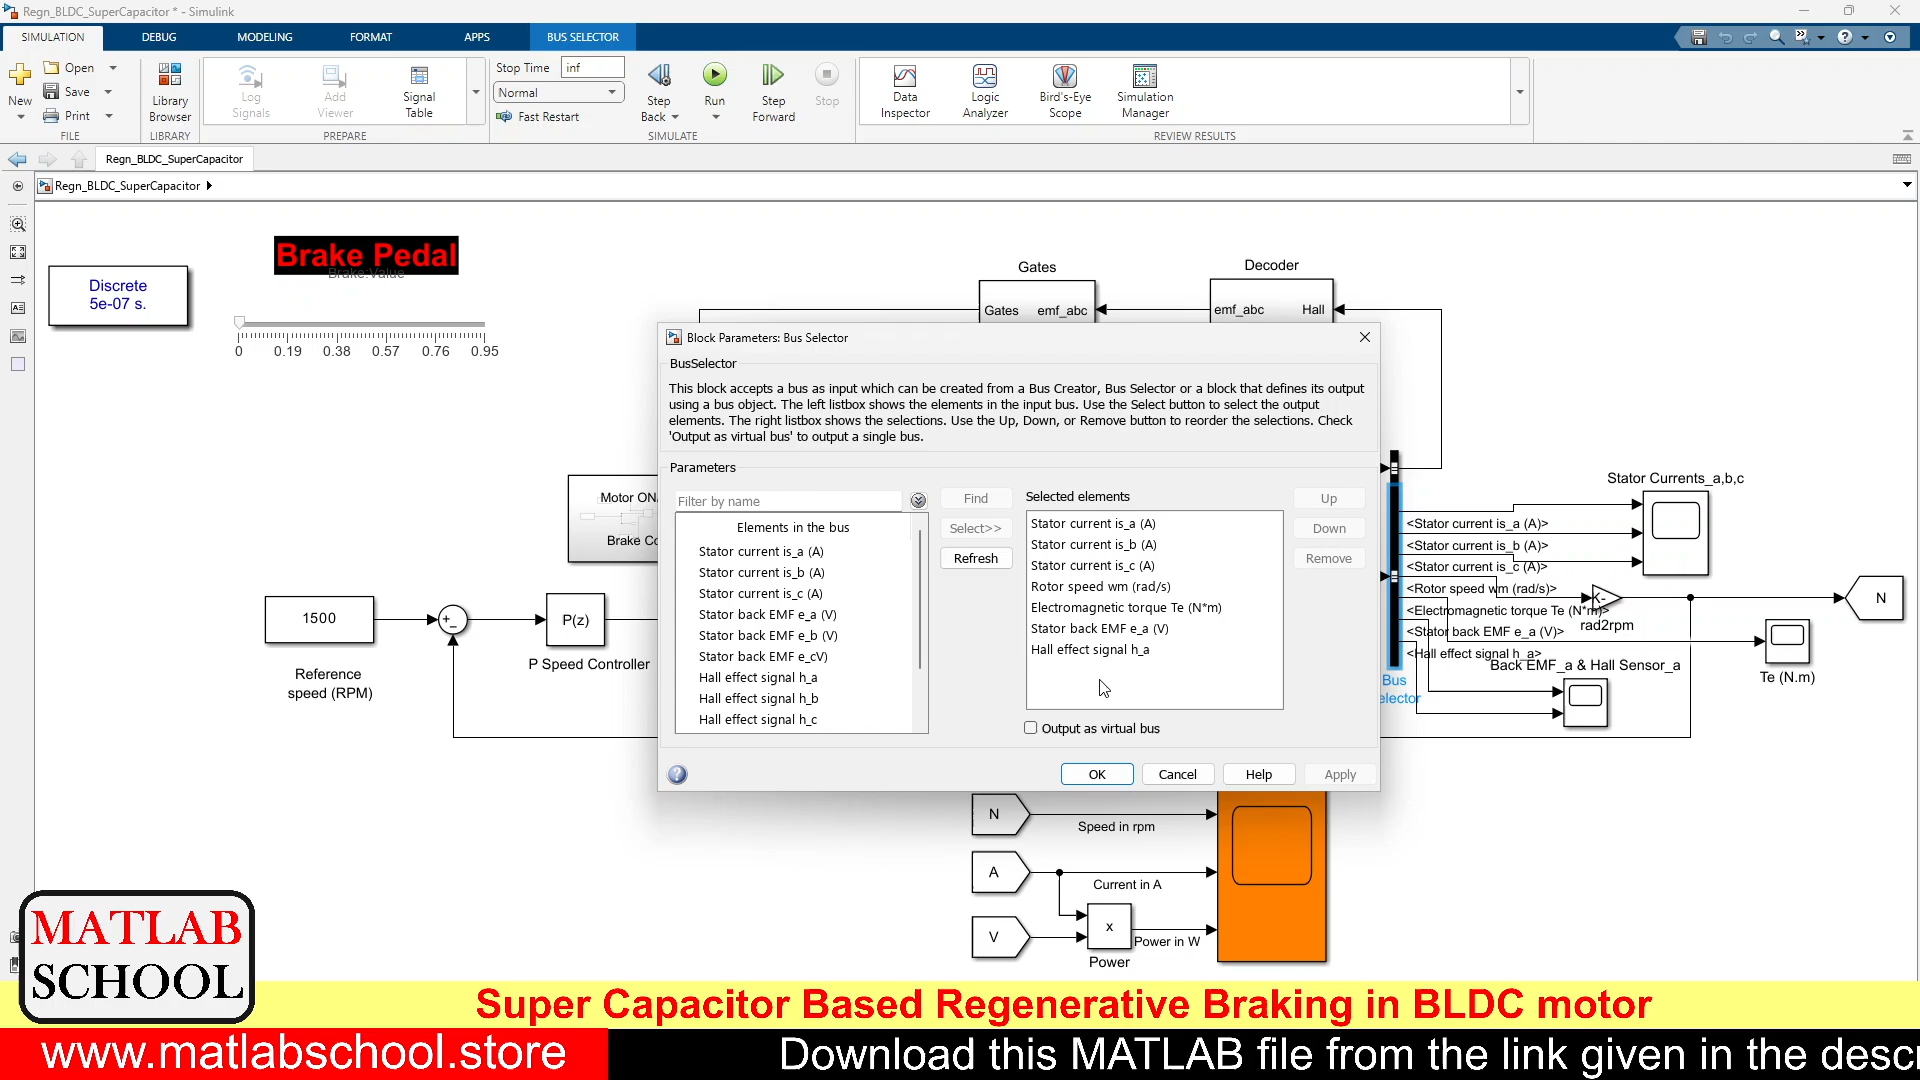 Regn_BLDC_SuperCapacitor * - Simulink
SIMULATION DEBUG MODELING FORMAT APPS BUS SELECTOR
New
Open
Save
Print
FILE
Library
Browser
LIBRARY
Log
Signals
Add
Viewer
Signal
Table
PREPARE
Stop Time inf
Normal
Fast Restart
Step
Back
Run
Step
Forward
Stop
SIMULATE
Data
Inspector
Logic
Analyzer
Bird's-Eye
Scope
Simulation
Manager
REVIEW RESULTS
Regn_BLDC_SuperCapacitor
Regn_BLDC_SuperCapacitor
Discrete
5e-07 s.
Brake Pedal
Brake:Value
0 0.19 0.38 0.57 0.76 0.95
Gates
Gates emf_abc
Decoder
emf_abc Hall
Motor ON
Brake Co
1500
Reference
speed (RPM)
+_
P(z)
P Speed Controller
Block Parameters: Bus Selector
BusSelector
This block accepts a bus as input which can be created from a Bus Creator, Bus Selector or a block that defines its output
using a bus object. The left listbox shows the elements in the input bus. Use the Select button to select the output
elements. The right listbox shows the selections. Use the Up, Down, or Remove button to reorder the selections. Check
'Output as virtual bus' to output a single bus.
Parameters
Filter by name
Elements in the bus
Stator current is_a (A)
Stator current is_b (A)
Stator current is_c (A)
Stator back EMF e_a (V)
Stator back EMF e_b (V)
Stator back EMF e_cV)
Hall effect signal h_a
Hall effect signal h_b
Hall effect signal h_c
Find
Select>>
Refresh
Selected elements
Stator current is_a (A)
Stator current is_b (A)
Stator current is_c (A)
Rotor speed wm (rad/s)
Electromagnetic torque Te (N*m)
Stator back EMF e_a (V)
Hall effect signal h_a
Up
Down
Remove
Output as virtual bus
OK Cancel Help Apply
Stator Currents_a,b,c
<Stator current is_a (A)>
<Stator current is_b (A)>
<Stator current is_c (A)>
<Rotor speed wm (rad/s)>
<Electromagnetic torque Te (N*m)>
<Stator back EMF e_a (V)>
<Hall effect signal h_a>
K-
rad2rpm
N
Te (N.m)
Back EMF_a & Hall Sensor_a
Bus
elector
N
Speed in rpm
A
Current in A
V
x
Power in W
Power
MATLAB
SCHOOL
Super Capacitor Based Regenerative Braking in BLDC motor
www.matlabschool.store
Download this MATLAB file from the link given in the descr